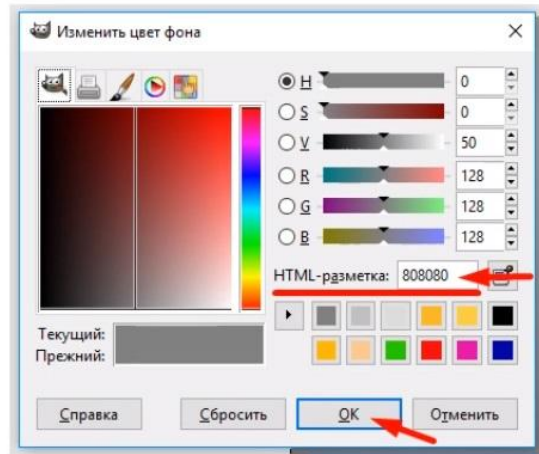 Изменить цвет фона
H 0
S 0
V 50
R 128
G 128
B 128
HTML-разметка: 808080
Текущий:
Прежний:
Справка Сбросить OK Отменить